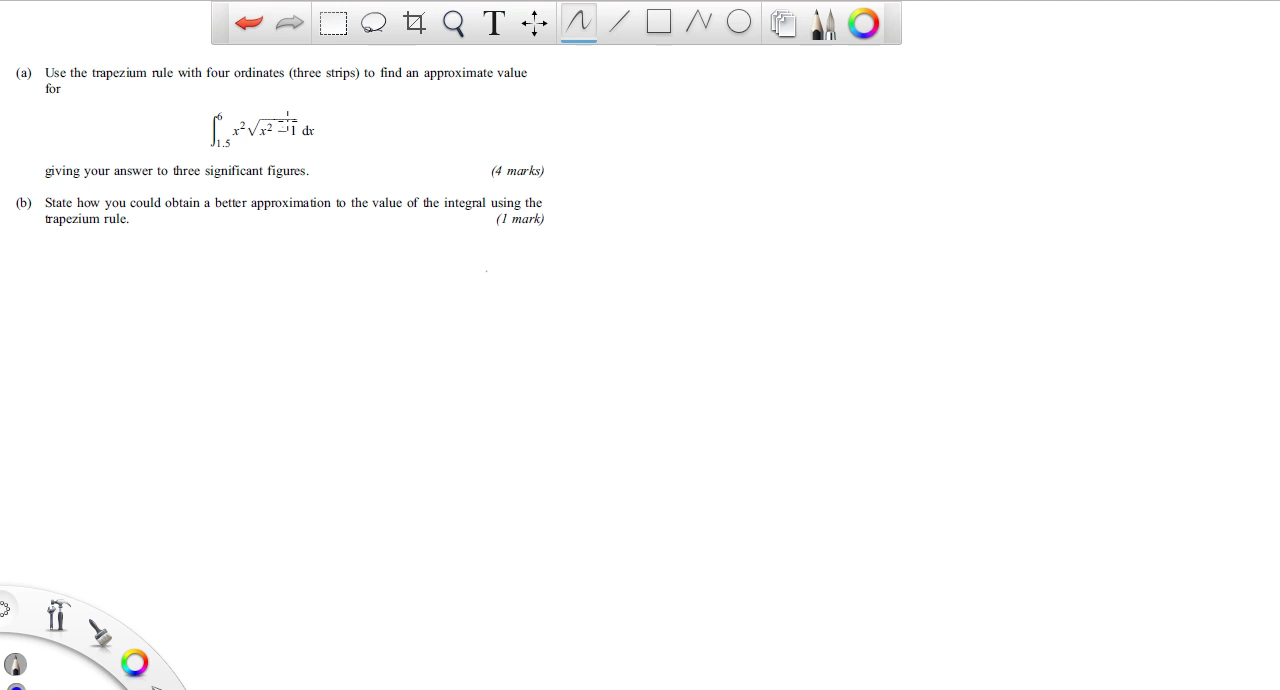 T
(a) Use the trapezium rule with four ordinates (three strips) to find an approximate value
for
∫_{1.5}^{6} x²√(x² − 1) dx
giving your answer to three significant figures. (4 marks)
(b) State how you could obtain a better approximation to the value of the integral using the
trapezium rule. (1 mark)